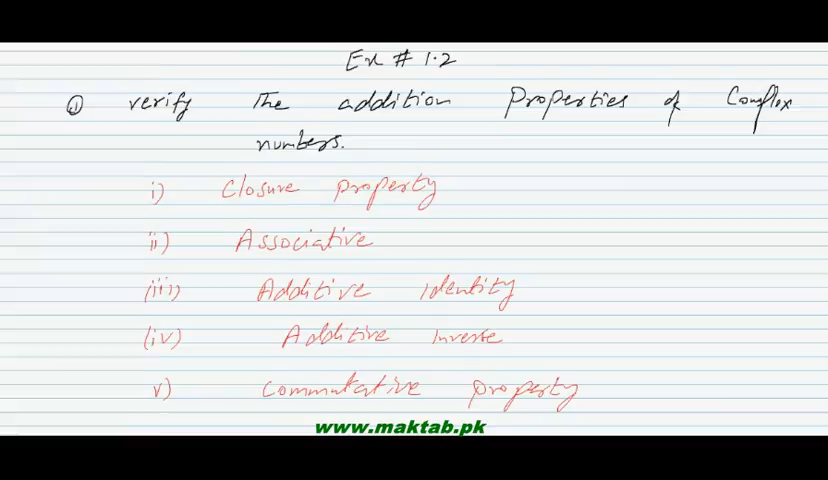 Ex # 1.2
① verify The addition Properties of Complex
numbers.
i) Closure property
ii) Associative
(iii) Additive Identity
(iv) Additive Inverse
v) Commutative property
www.maktab.pk